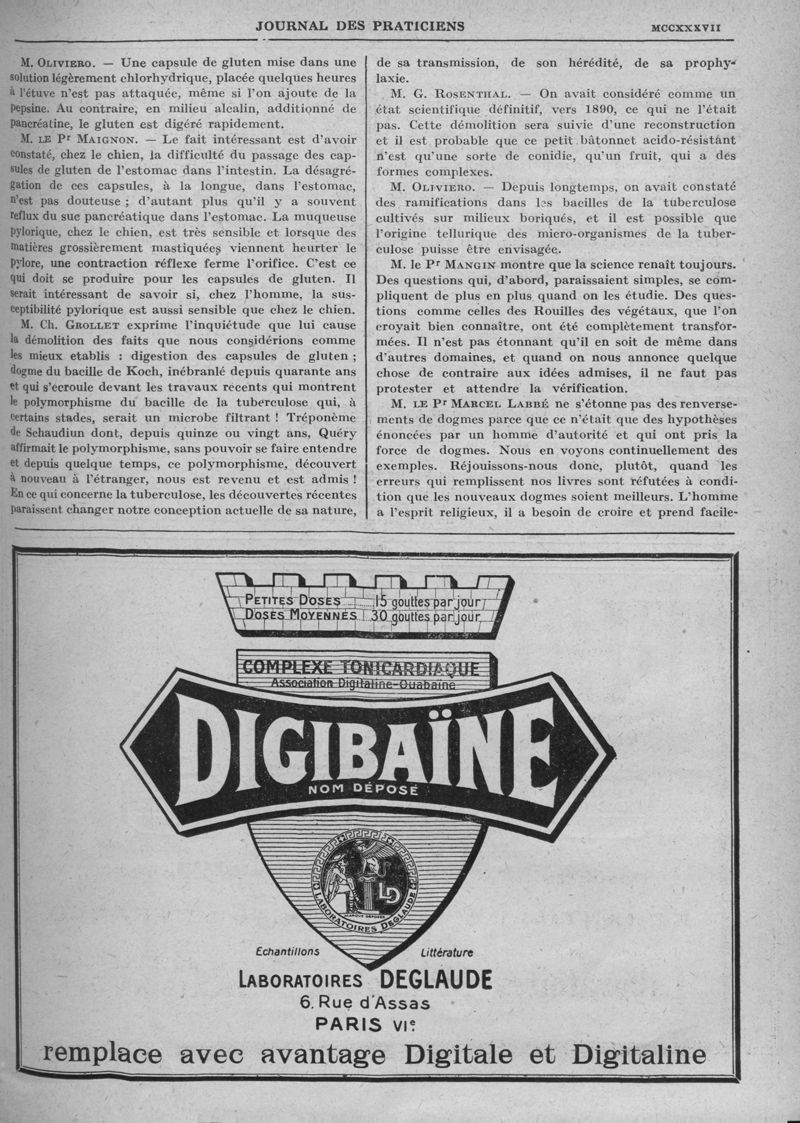 JOURNAL DES PRATICIENS
MCCXXXVII
M. OLIVIERO. — Une capsule de gluten mise dans une
solution légèrement chlorhydrique, placée quelques heures
à l'étuve n'est pas attaquée, même si l'on ajoute de la
pepsine. Au contraire, en milieu alcalin, additionné de
pancréatine, le gluten est digéré rapidement.
M. LE Pr MAIGNON. — Le fait intéressant est d'avoir
constaté, chez le chien, la difficulté du passage des cap-
sules de gluten de l'estomac dans l'intestin. La désagré-
gation de ces capsules, à la longue, dans l'estomac,
n'est pas douteuse ; d'autant plus qu'il y a souvent
reflux du suc pancréatique dans l'estomac. La muqueuse
pylorique, chez le chien, est très sensible et lorsque des
matières grossièrement mastiquées viennent heurter le
pylore, une contraction réflexe ferme l'orifice. C'est ce
qui doit se produire pour les capsules de gluten. Il
serait intéressant de savoir si, chez l'homme, la sus-
ceptibilité pylorique est aussi sensible que chez le chien.
M. Ch. GROLLET exprime l'inquiétude que lui cause
la démolition des faits que nous considérions comme
les mieux etablis : digestion des capsules de gluten ;
dogme du bacille de Koch, inébranlé depuis quarante ans
et qui s'écroule devant les travaux recents qui montrent
le polymorphisme du bacille de la tuberculose qui, à
certains stades, serait un microbe filtrant ! Tréponème
de Schaudiun dont, depuis quinze ou vingt ans, Quéry
affirmait le polymorphisme, sans pouvoir se faire entendre
et depuis quelque temps, ce polymorphisme, découvert
à nouveau à l'étranger, nous est revenu et est admis !
En ce qui concerne la tuberculose, les découvertes récentes
paraissent changer notre conception actuelle de sa nature,
de sa transmission, de son hérédité, de sa prophy-
laxie.
M. G. ROSENTHAL. — On avait considéré comme un
état scientifique définitif, vers 1890, ce qui ne l'était
pas. Cette démolition sera suivie d'une reconstruction
et il est probable que ce petit bâtonnet acido-résistant
n'est qu'une sorte de conidie, qu'un fruit, qui a des
formes complexes.
M. OLIVIERO. — Depuis longtemps, on avait constaté
des ramifications dans les bacilles de la tuberculose
cultivés sur milieux boriqués, et il est possible que
l'origine tellurique des micro-organismes de la tuber-
culose puisse être envisagée.
M. le Pr MANGIN montre que la science renaît toujours.
Des questions qui, d'abord, paraissaient simples, se com-
pliquent de plus en plus quand on les étudie. Des ques-
tions comme celles des Rouilles des végétaux, que l'on
croyait bien connaître, ont été complètement transfor-
mées. Il n'est pas étonnant qu'il en soit de même dans
d'autres domaines, et quand on nous annonce quelque
chose de contraire aux idées admises, il ne faut pas
protester et attendre la vérification.
M. LE Pr MARCEL LABBÉ ne s'étonne pas des renverse-
ments de dogmes parce que ce n'était que des hypothèses
énoncées par un homme d'autorité et qui ont pris la
force de dogmes. Nous en voyons continuellement des
exemples. Réjouissons-nous donc, plutôt, quand les
erreurs qui remplissent nos livres sont réfutées à condi-
tion que les nouveaux dogmes soient meilleurs. L'homme
a l'esprit religieux, il a besoin de croire et prend facile-
PETITES DOSES ....... 15 gouttes par jour
DOSES MOYENNES 30 gouttes par jour
COMPLEXE TONICARDIAQUE
Association Digitaline-Ouabaïne
DIGIBAÏNE
NOM DÉPOSÉ
LD
MARQUE DÉPOSÉE
LABORATOIRES DEGLAUDE
Echantillons
Littérature
LABORATOIRES DEGLAUDE
6. Rue d'Assas
PARIS VIe
remplace avec avantage Digitale et Digitaline